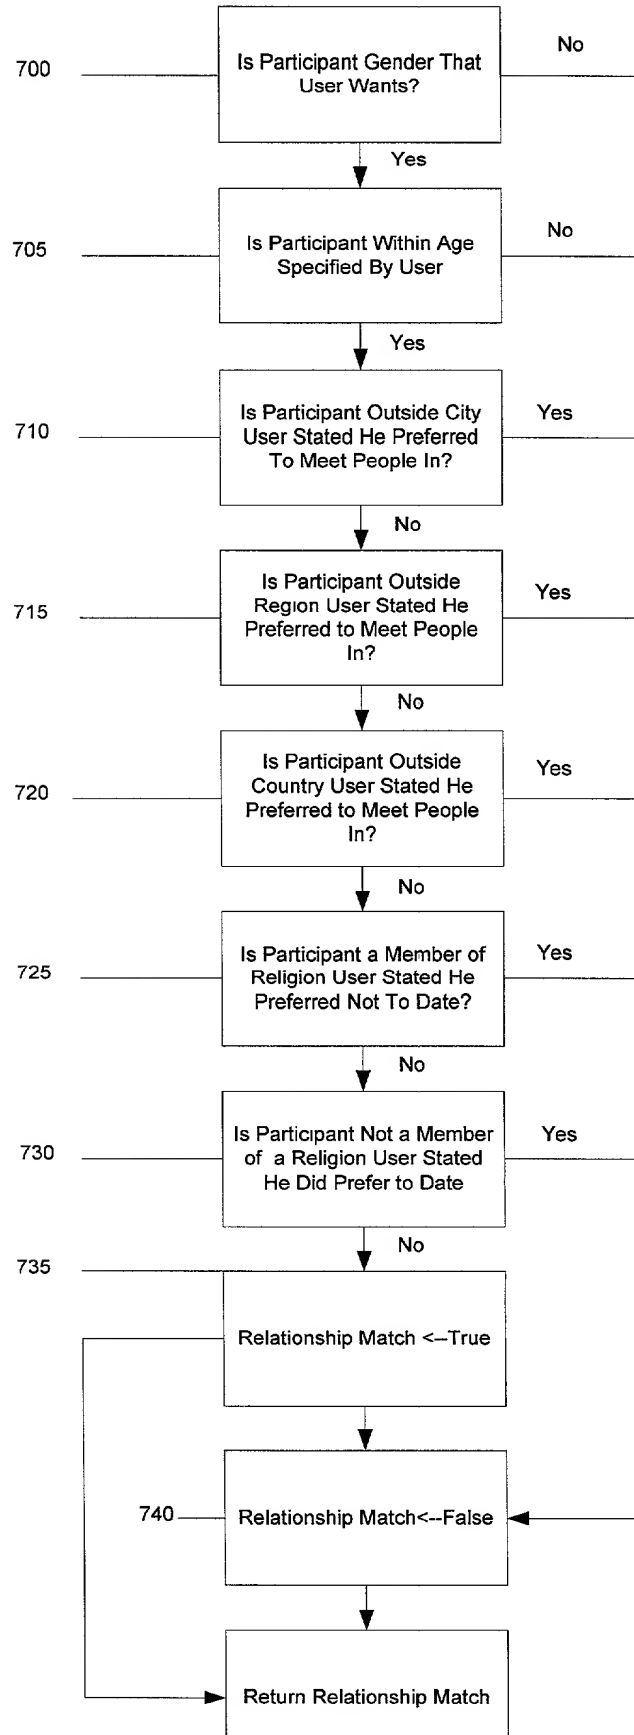 700
Is Participant Gender That
User Wants?
No
Yes
705
Is Participant Within Age
Specified By User
No
Yes
710
Is Participant Outside City
User Stated He Preferred
To Meet People In?
Yes
No
715
Is Participant Outside
Region User Stated He
Preferred to Meet People
In?
Yes
No
720
Is Participant Outside
Country User Stated He
Preferred to Meet People
In?
Yes
No
725
Is Participant a Member of
Religion User Stated He
Preferred Not To Date?
Yes
No
730
Is Participant Not a Member
of a Religion User Stated
He Did Prefer to Date
Yes
No
735
Relationship Match <--True
740
Relationship Match<--False
Return Relationship Match